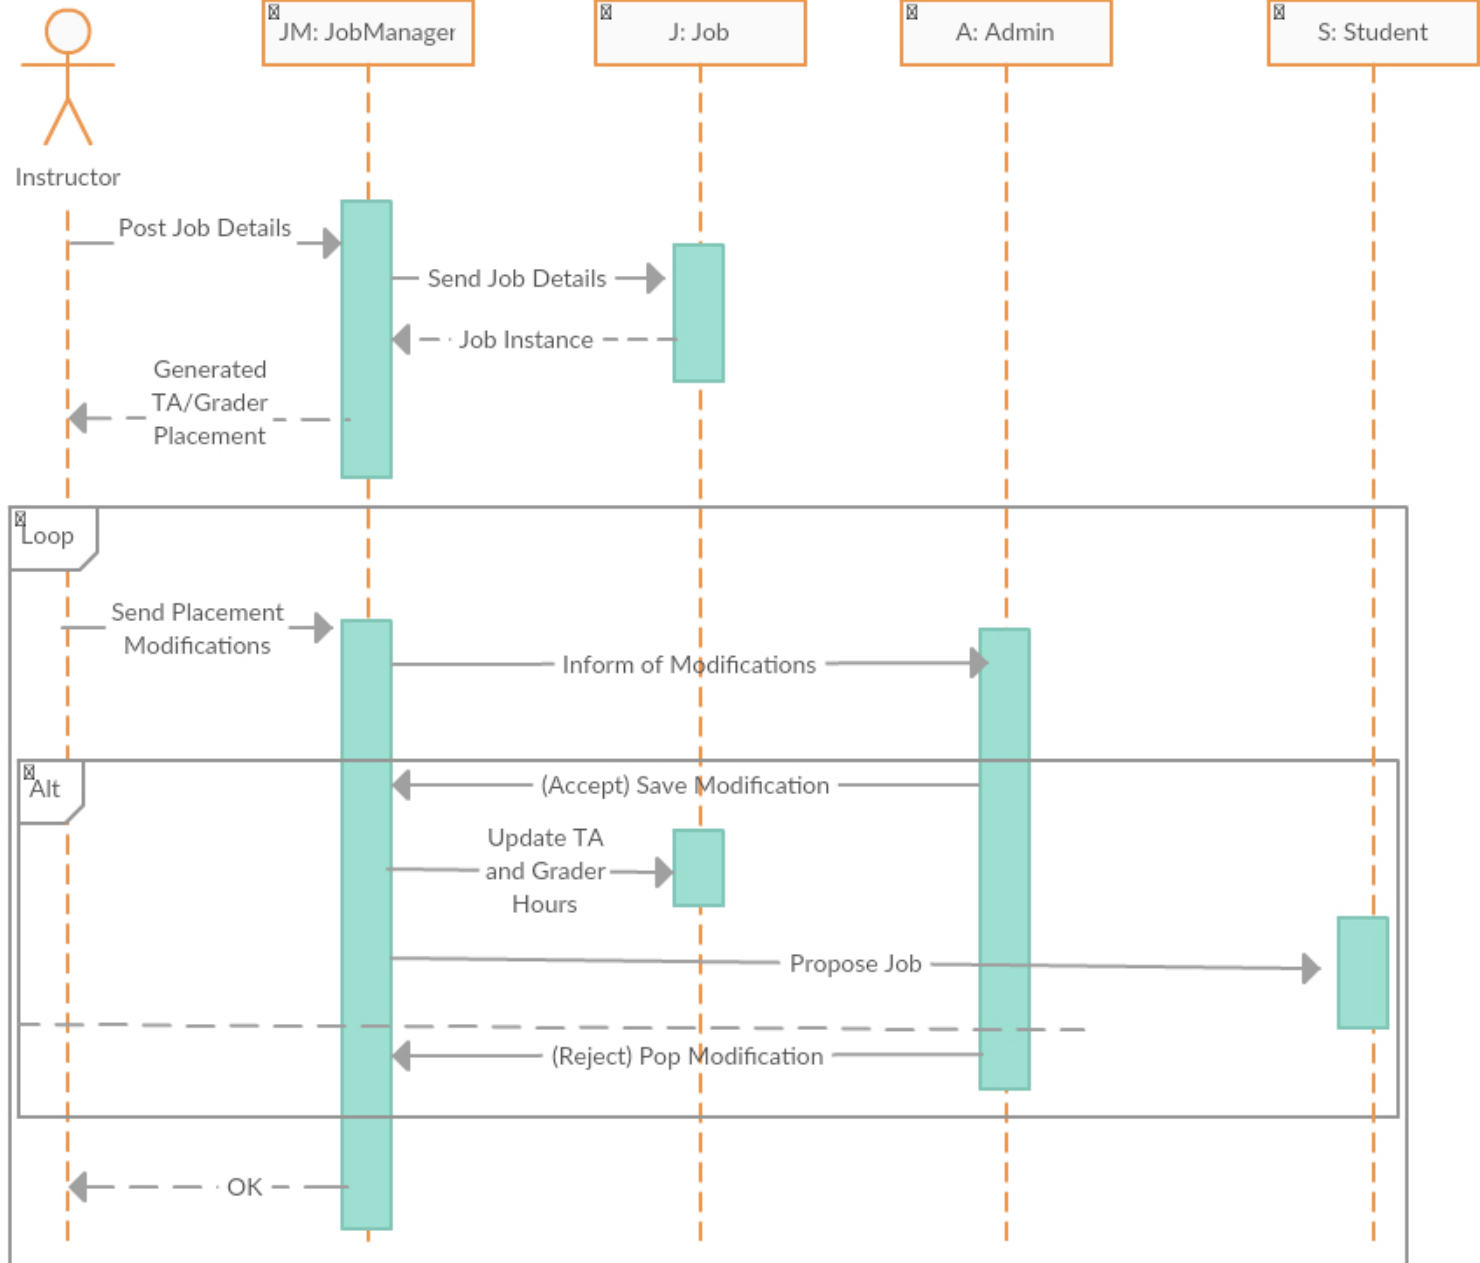 JM: JobManager
J: Job
A: Admin
S: Student
Instructor
Post Job Details
Send Job Details
Job Instance
Generated
TA/Grader
Placement
Loop
Send Placement
Modifications
Inform of Modifications
Alt
(Accept) Save Modification
Update TA
and Grader
Hours
Propose Job
(Reject) Pop Modification
OK